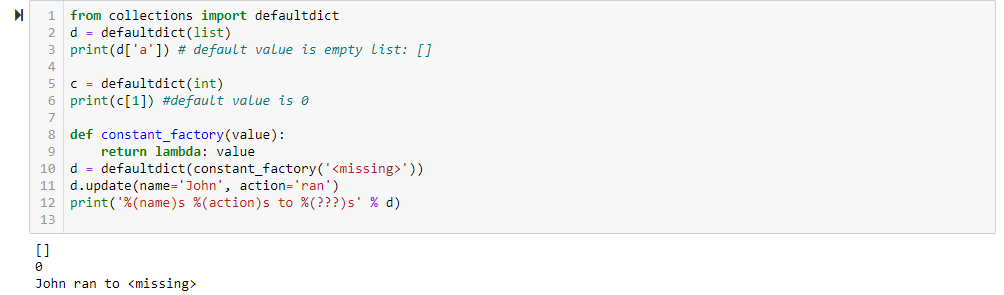 1 from collections import defaultdict
2 d = defaultdict(list)
3 print(d['a']) # default value is empty list: []
4
5 c = defaultdict(int)
6 print(c[1]) #default value is 0
7
8 def constant_factory(value):
9     return lambda: value
10 d = defaultdict(constant_factory('<missing>'))
11 d.update(name='John', action='ran')
12 print('%(name)s %(action)s to %(???)s' % d)
13
[]
0
John ran to <missing>